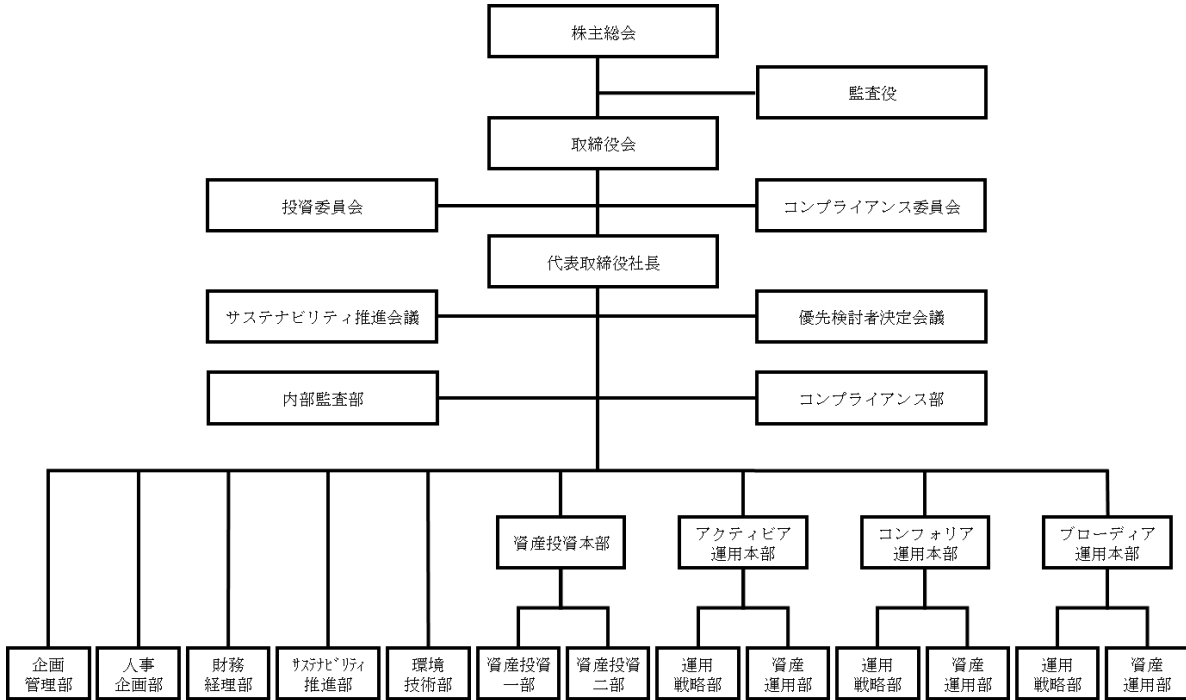 株主総会
監査役
取締役会
投資委員会
コンプライアンス委員会
代表取締役社長
サステナビリティ推進会議
優先検討者決定会議
内部監査部
コンプライアンス部
資産投資本部
アクティビア
運用本部
コンフォリア
運用本部
ブローディア
運用本部
企画
管理部
人事
企画部
財務
経理部
ｻｽﾃﾅﾋﾞﾘﾃｨ
推進部
環境
技術部
資産投資
一部
資産投資
二部
運用
戦略部
資産
運用部
運用
戦略部
資産
運用部
運用
戦略部
資産
運用部